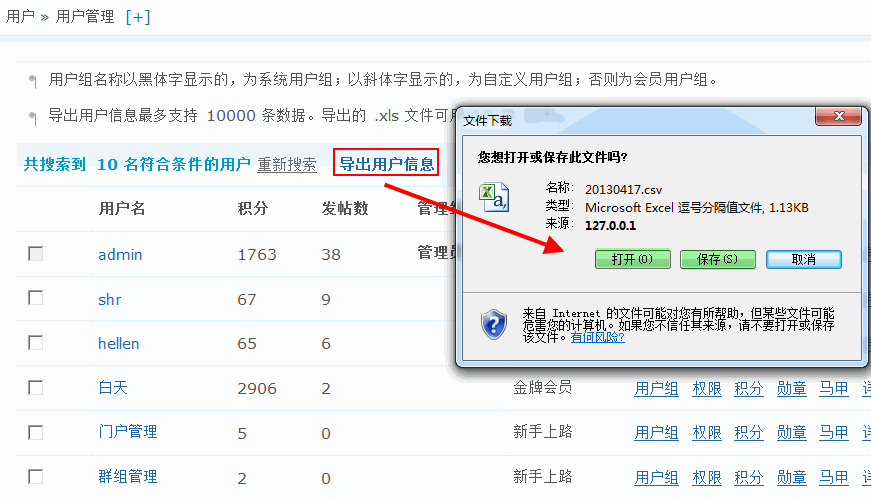 用户 » 用户管理 [+]
用户组名称以黑体字显示的，为系统用户组；以斜体字显示的，为自定义用户组；否则为会员用户组。
导出用户信息最多支持 10000 条数据。导出的 .xls 文件可
共搜索到 10 名符合条件的用户 重新搜索 导出用户信息
用户名 积分 发帖数 管理
admin 1763 38 管理员
shr 67 9
hellen 65 6
白天 2906 2 金牌会员 用户组 权限 积分 勋章 马甲
门户管理 5 0 新手上路 用户组 权限 积分 勋章 马甲
群组管理 2 0 新手上路 用户组 权限 积分 勋章 马甲
文件下载
您想打开或保存此文件吗?
名称: 20130417.csv
类型: Microsoft Excel 逗号分隔值文件, 1.13KB
来源: 127.0.0.1
打开(O) 保存(S) 取消
来自 Internet 的文件可能对您有所帮助，但某些文件可能
危害您的计算机。如果您不信任其来源，请不要打开或保存
该文件。有何风险?